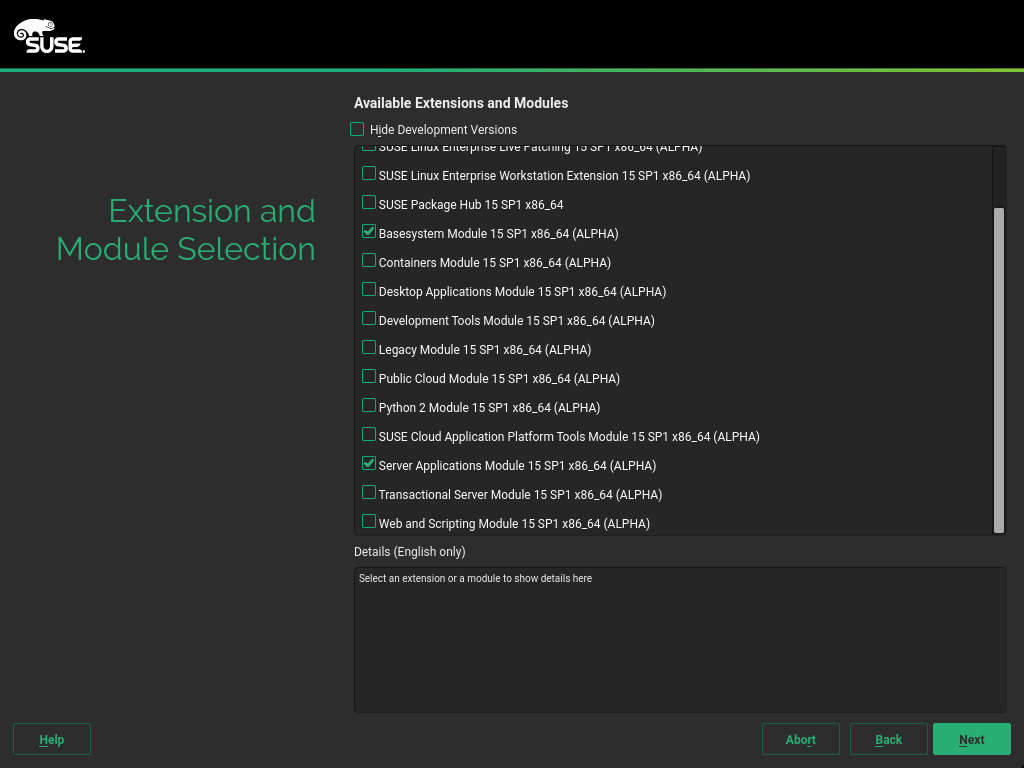 SUSE.
Available Extensions and Modules
Hide Development Versions
Extension and
Module Selection
SUSE Linux Enterprise Live Patching 15 SP1 x86_64 (ALPHA)
SUSE Linux Enterprise Workstation Extension 15 SP1 x86_64 (ALPHA)
SUSE Package Hub 15 SP1 x86_64
Basesystem Module 15 SP1 x86_64 (ALPHA)
Containers Module 15 SP1 x86_64 (ALPHA)
Desktop Applications Module 15 SP1 x86_64 (ALPHA)
Development Tools Module 15 SP1 x86_64 (ALPHA)
Legacy Module 15 SP1 x86_64 (ALPHA)
Public Cloud Module 15 SP1 x86_64 (ALPHA)
Python 2 Module 15 SP1 x86_64 (ALPHA)
SUSE Cloud Application Platform Tools Module 15 SP1 x86_64 (ALPHA)
Server Applications Module 15 SP1 x86_64 (ALPHA)
Transactional Server Module 15 SP1 x86_64 (ALPHA)
Web and Scripting Module 15 SP1 x86_64 (ALPHA)
Details (English only)
Select an extension or a module to show details here
Help
Abort
Back
Next